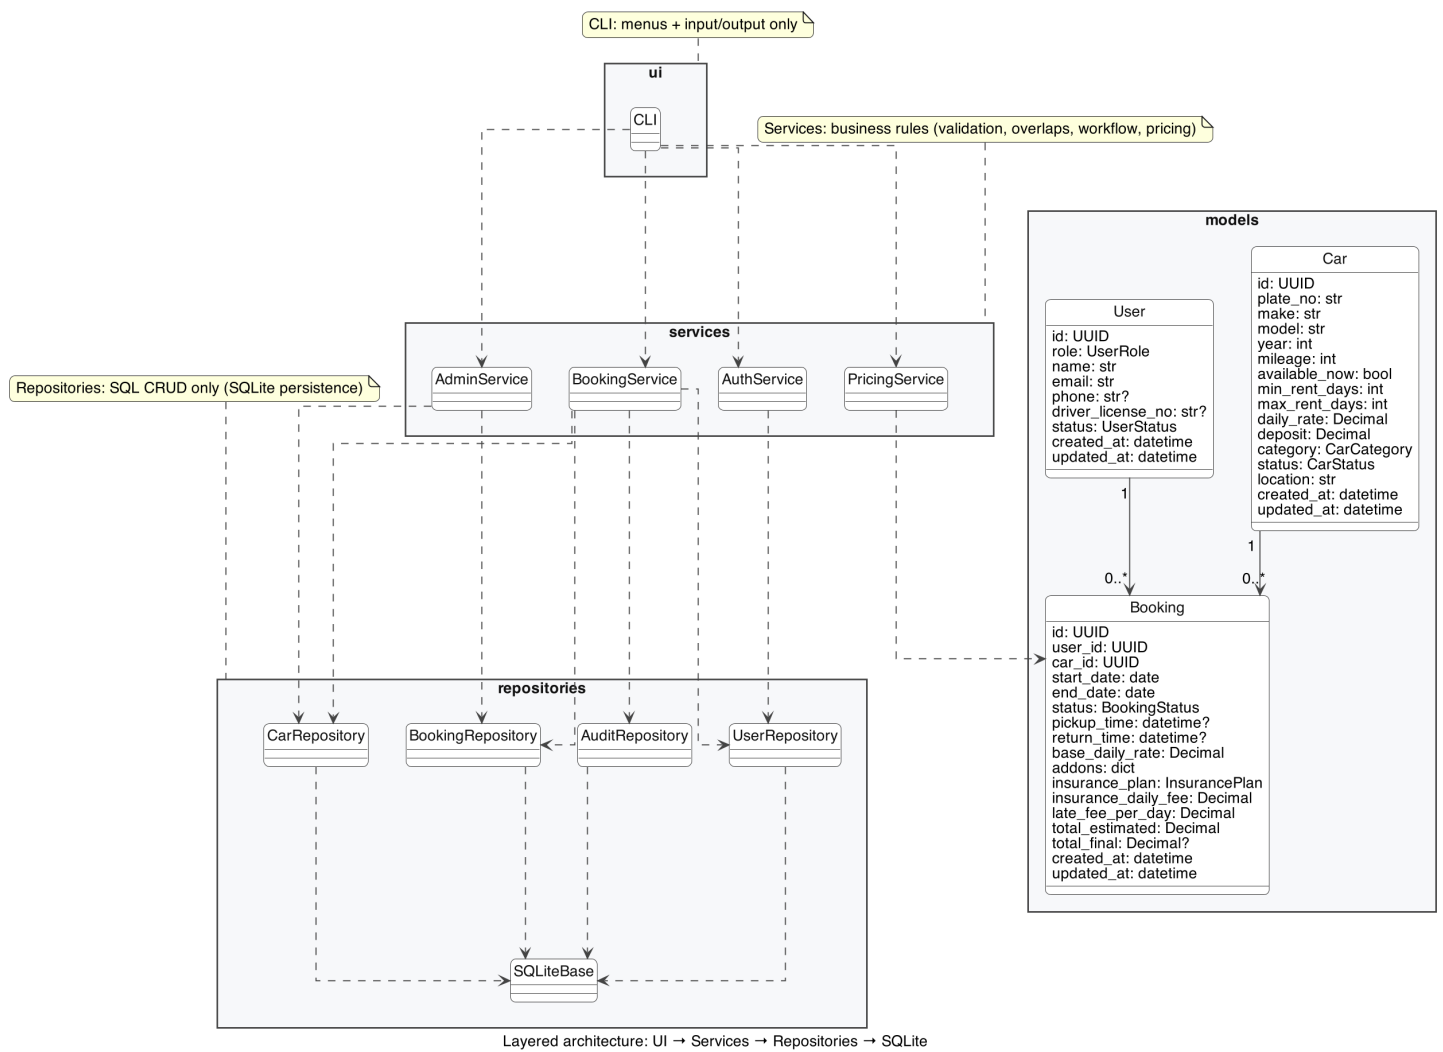 CLI: menus + input/output only
ui
CLI
Services: business rules (validation, overlaps, workflow, pricing)
services
AdminService
BookingService
AuthService
PricingService
Repositories: SQL CRUD only (SQLite persistence)
models
User
id: UUID
role: UserRole
name: str
email: str
phone: str?
driver_license_no: str?
status: UserStatus
created_at: datetime
updated_at: datetime
Car
id: UUID
plate_no: str
make: str
model: str
year: int
mileage: int
available_now: bool
min_rent_days: int
max_rent_days: int
daily_rate: Decimal
deposit: Decimal
category: CarCategory
status: CarStatus
location: str
created_at: datetime
updated_at: datetime
1
0..*
1
0..*
Booking
id: UUID
user_id: UUID
car_id: UUID
start_date: date
end_date: date
status: BookingStatus
pickup_time: datetime?
return_time: datetime?
base_daily_rate: Decimal
addons: dict
insurance_plan: InsurancePlan
insurance_daily_fee: Decimal
late_fee_per_day: Decimal
total_estimated: Decimal
total_final: Decimal?
created_at: datetime
updated_at: datetime
repositories
CarRepository
BookingRepository
AuditRepository
UserRepository
SQLiteBase
Layered architecture: UI → Services → Repositories → SQLite